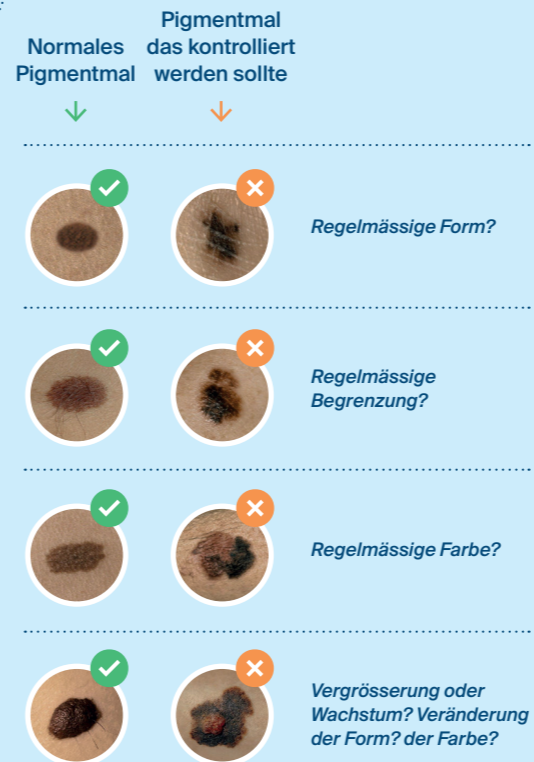 Normales
Pigmentmal
Pigmentmal
das kontrolliert
werden sollte
Regelmässige Form?
Regelmässige
Begrenzung?
Regelmässige Farbe?
Vergrösserung oder
Wachstum? Veränderung
der Form? der Farbe?